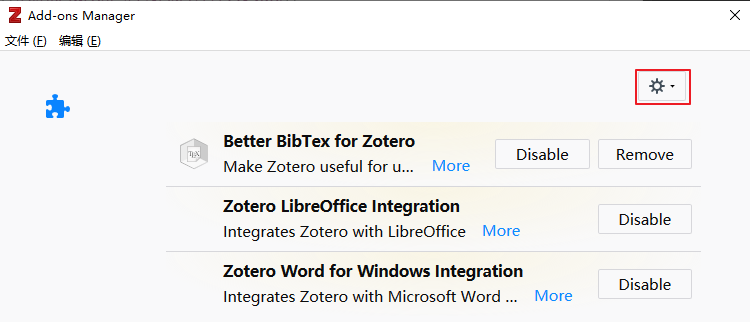 Z Add-ons Manager
文件 (F) 编辑 (E)
Better BibTex for Zotero
Make Zotero useful for u... More
Disable Remove
TEX
Zotero LibreOffice Integration
Integrates Zotero with LibreOffice More
Disable
Zotero Word for Windows Integration
Integrates Zotero with Microsoft Word ... More
Disable